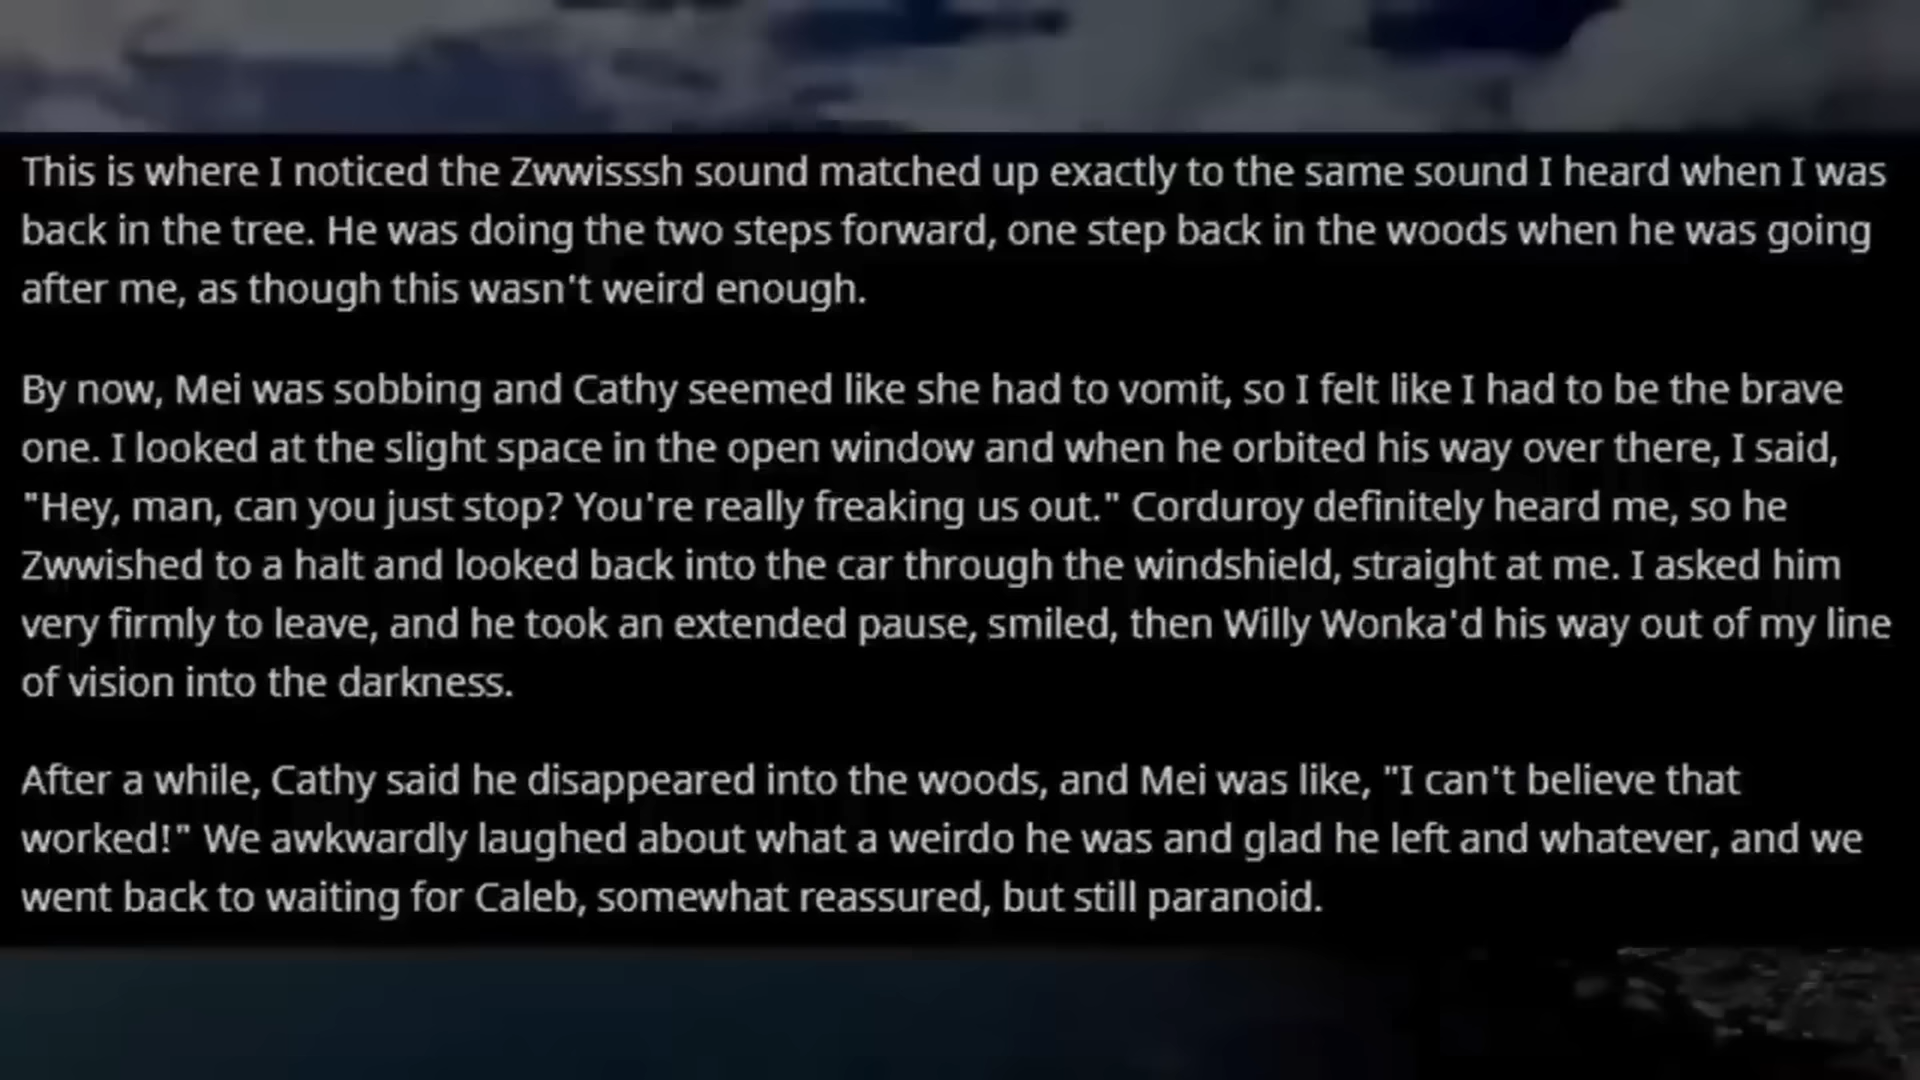 This is where I noticed the Zwwisssh sound matched up exactly to the same sound I heard when I was
back in the tree. He was doing the two steps forward, one step back in the woods when he was going
after me, as though this wasn't weird enough.
By now, Mei was sobbing and Cathy seemed like she had to vomit, so I felt like I had to be the brave
one. I looked at the slight space in the open window and when he orbited his way over there, I said,
"Hey, man, can you just stop? You're really freaking us out." Corduroy definitely heard me, so he
Zwwished to a halt and looked back into the car through the windshield, straight at me. I asked him
very firmly to leave, and he took an extended pause, smiled, then Willy Wonka'd his way out of my line
of vision into the darkness.
After a while, Cathy said he disappeared into the woods, and Mei was like, "I can't believe that
worked!" We awkwardly laughed about what a weirdo he was and glad he left and whatever, and we
went back to waiting for Caleb, somewhat reassured, but still paranoid.